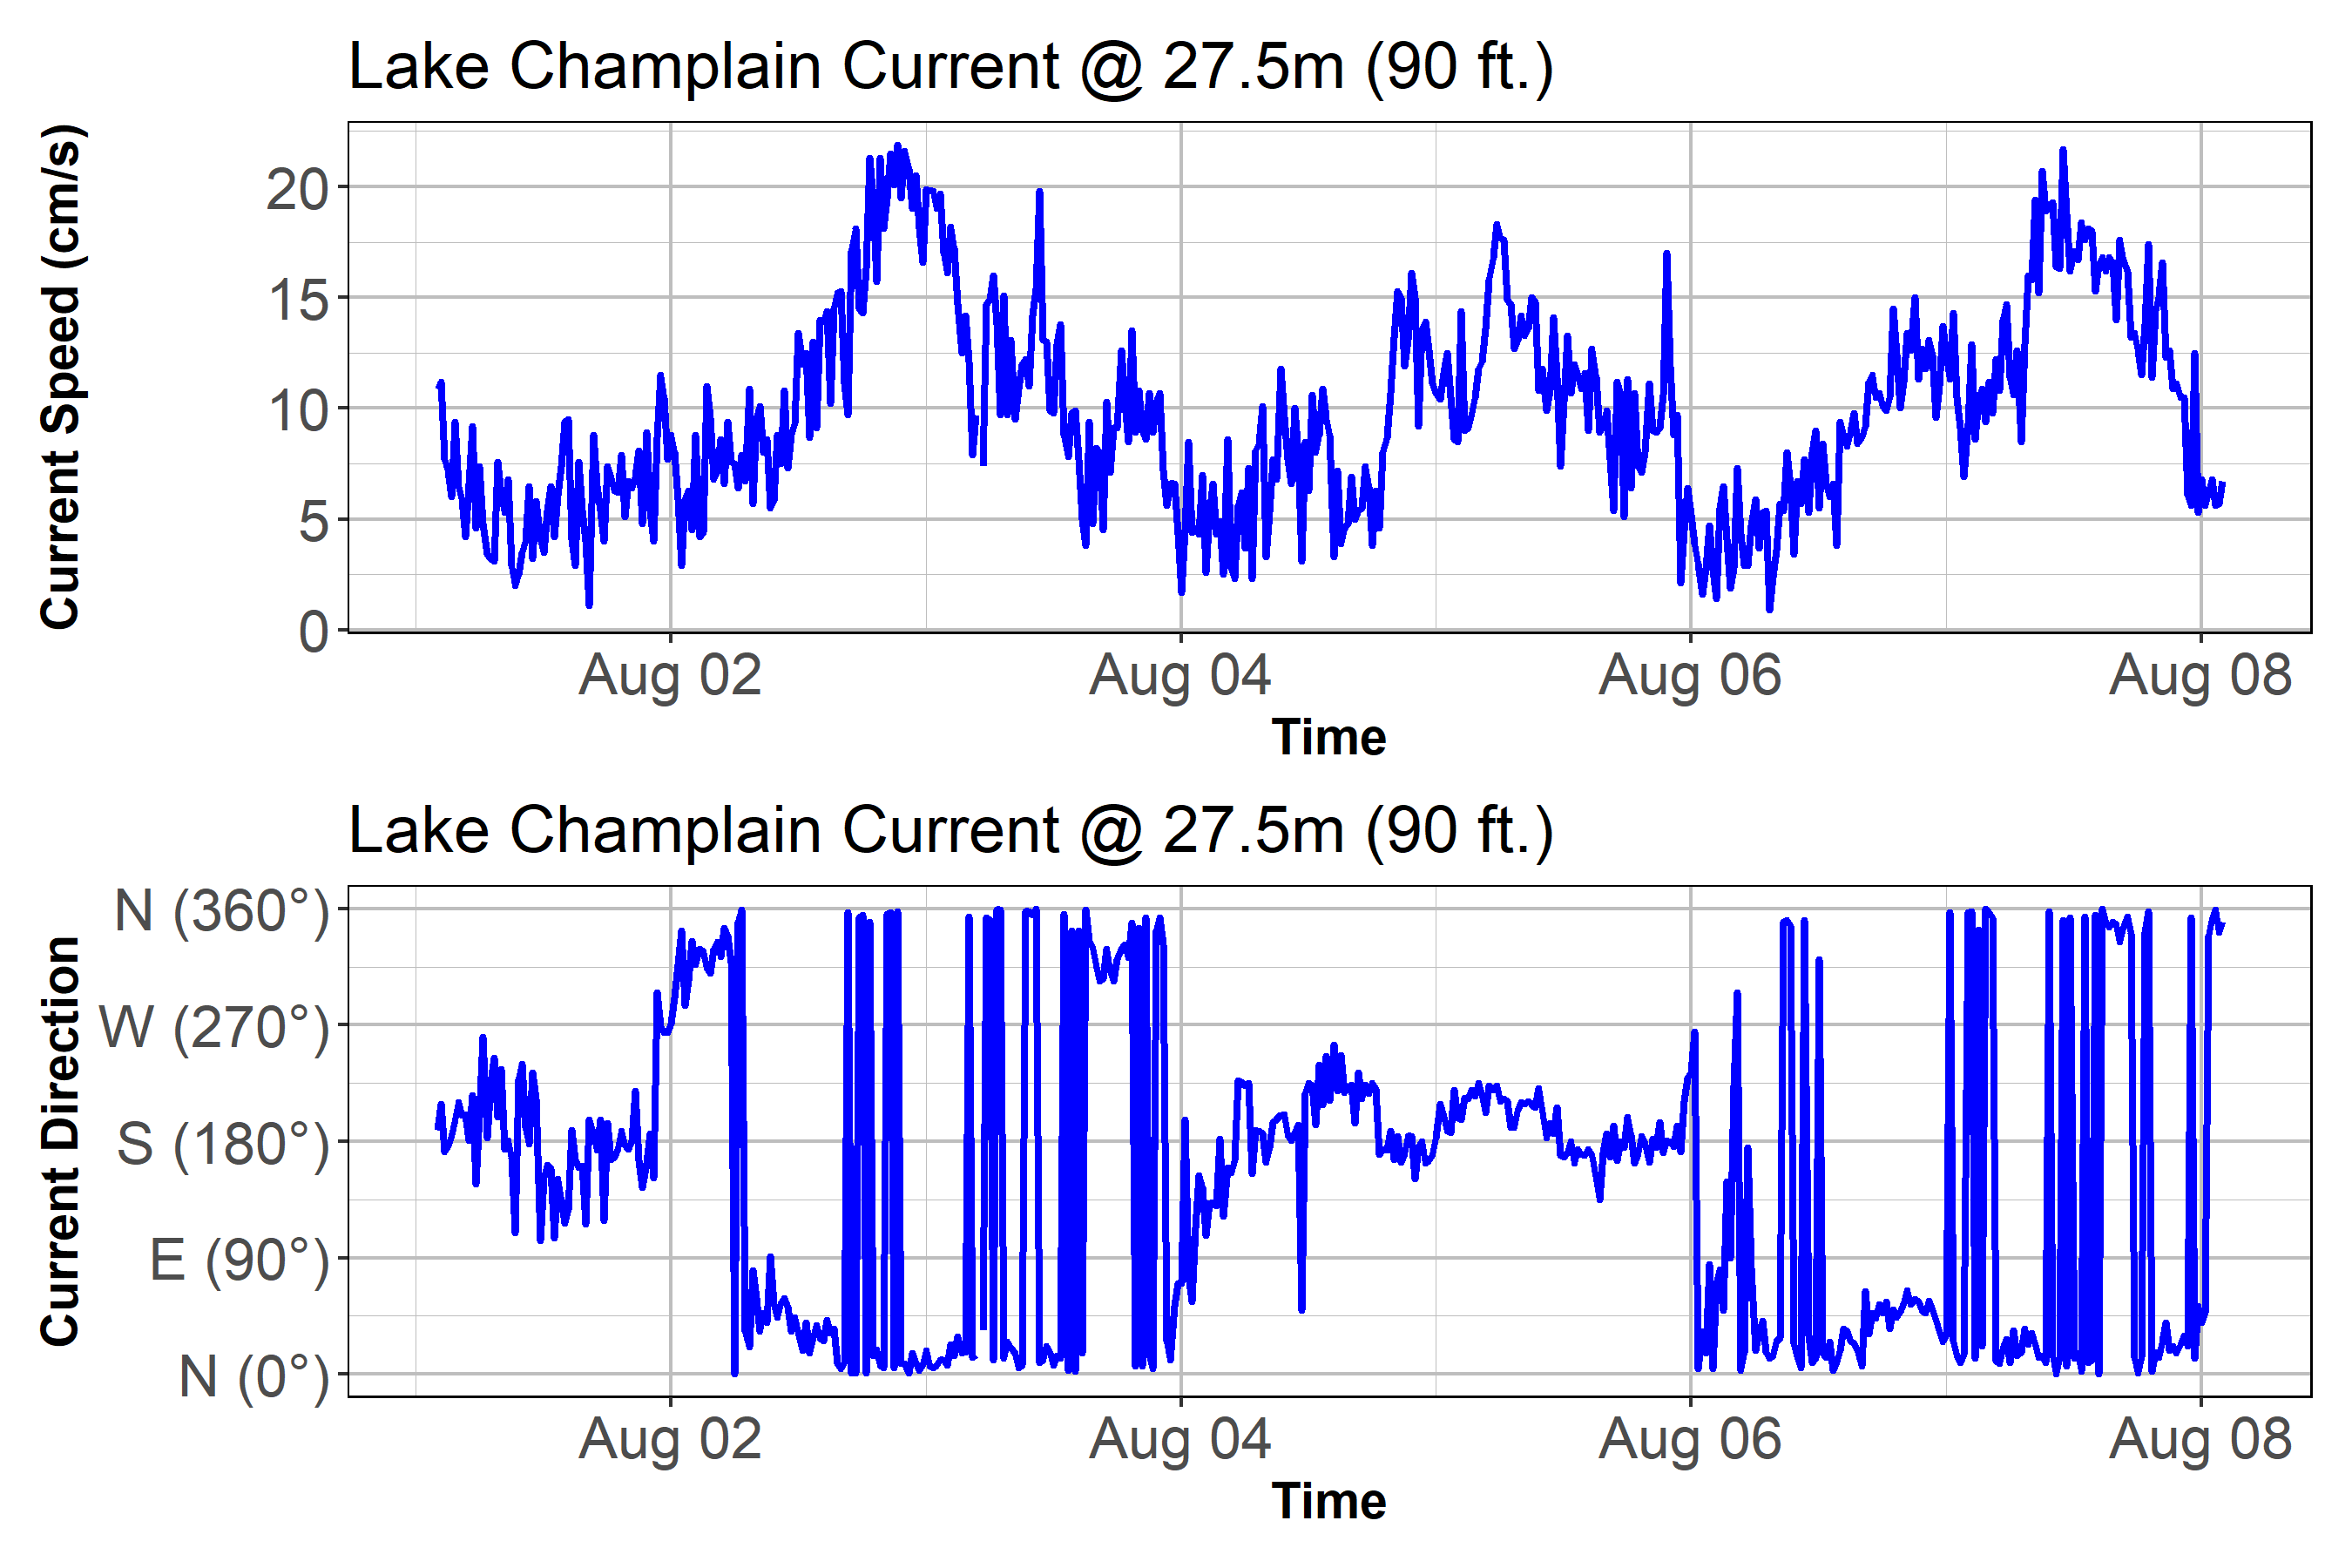 Lake Champlain Current @ 27.5m (90 ft.)
Current Speed (cm/s)
20
15
10
5
0
Aug 02 Aug 04 Aug 06 Aug 08
Time
Lake Champlain Current @ 27.5m (90 ft.)
Current Direction
N (360°)
W (270°)
S (180°)
E (90°)
N (0°)
Aug 02 Aug 04 Aug 06 Aug 08
Time